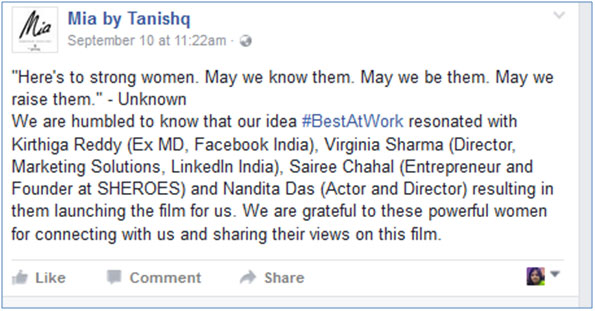 Mia
Mia by Tanishq
September 10 at 11:22am ·
"Here's to strong women. May we know them. May we be them. May we
raise them." - Unknown
We are humbled to know that our idea #BestAtWork resonated with
Kirthiga Reddy (Ex MD, Facebook India), Virginia Sharma (Director,
Marketing Solutions, LinkedIn India), Sairee Chahal (Entrepreneur and
Founder at SHEROES) and Nandita Das (Actor and Director) resulting in
them launching the film for us. We are grateful to these powerful women
for connecting with us and sharing their views on this film.
Like Comment Share